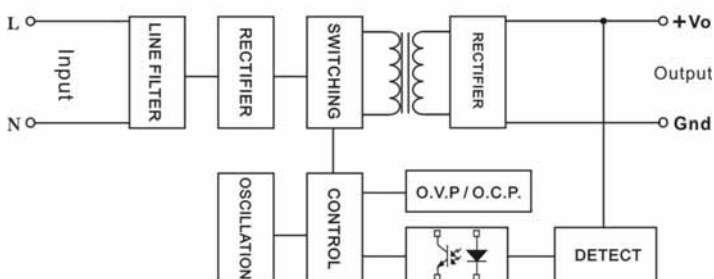 L
+Vo
Input
LINE FILTER
RECTIFIER
SWITCHING
RECTIFIER
Output
N
Gnd
OSCILLATION
CONTROL
O.V.P / O.C.P.
DETECT